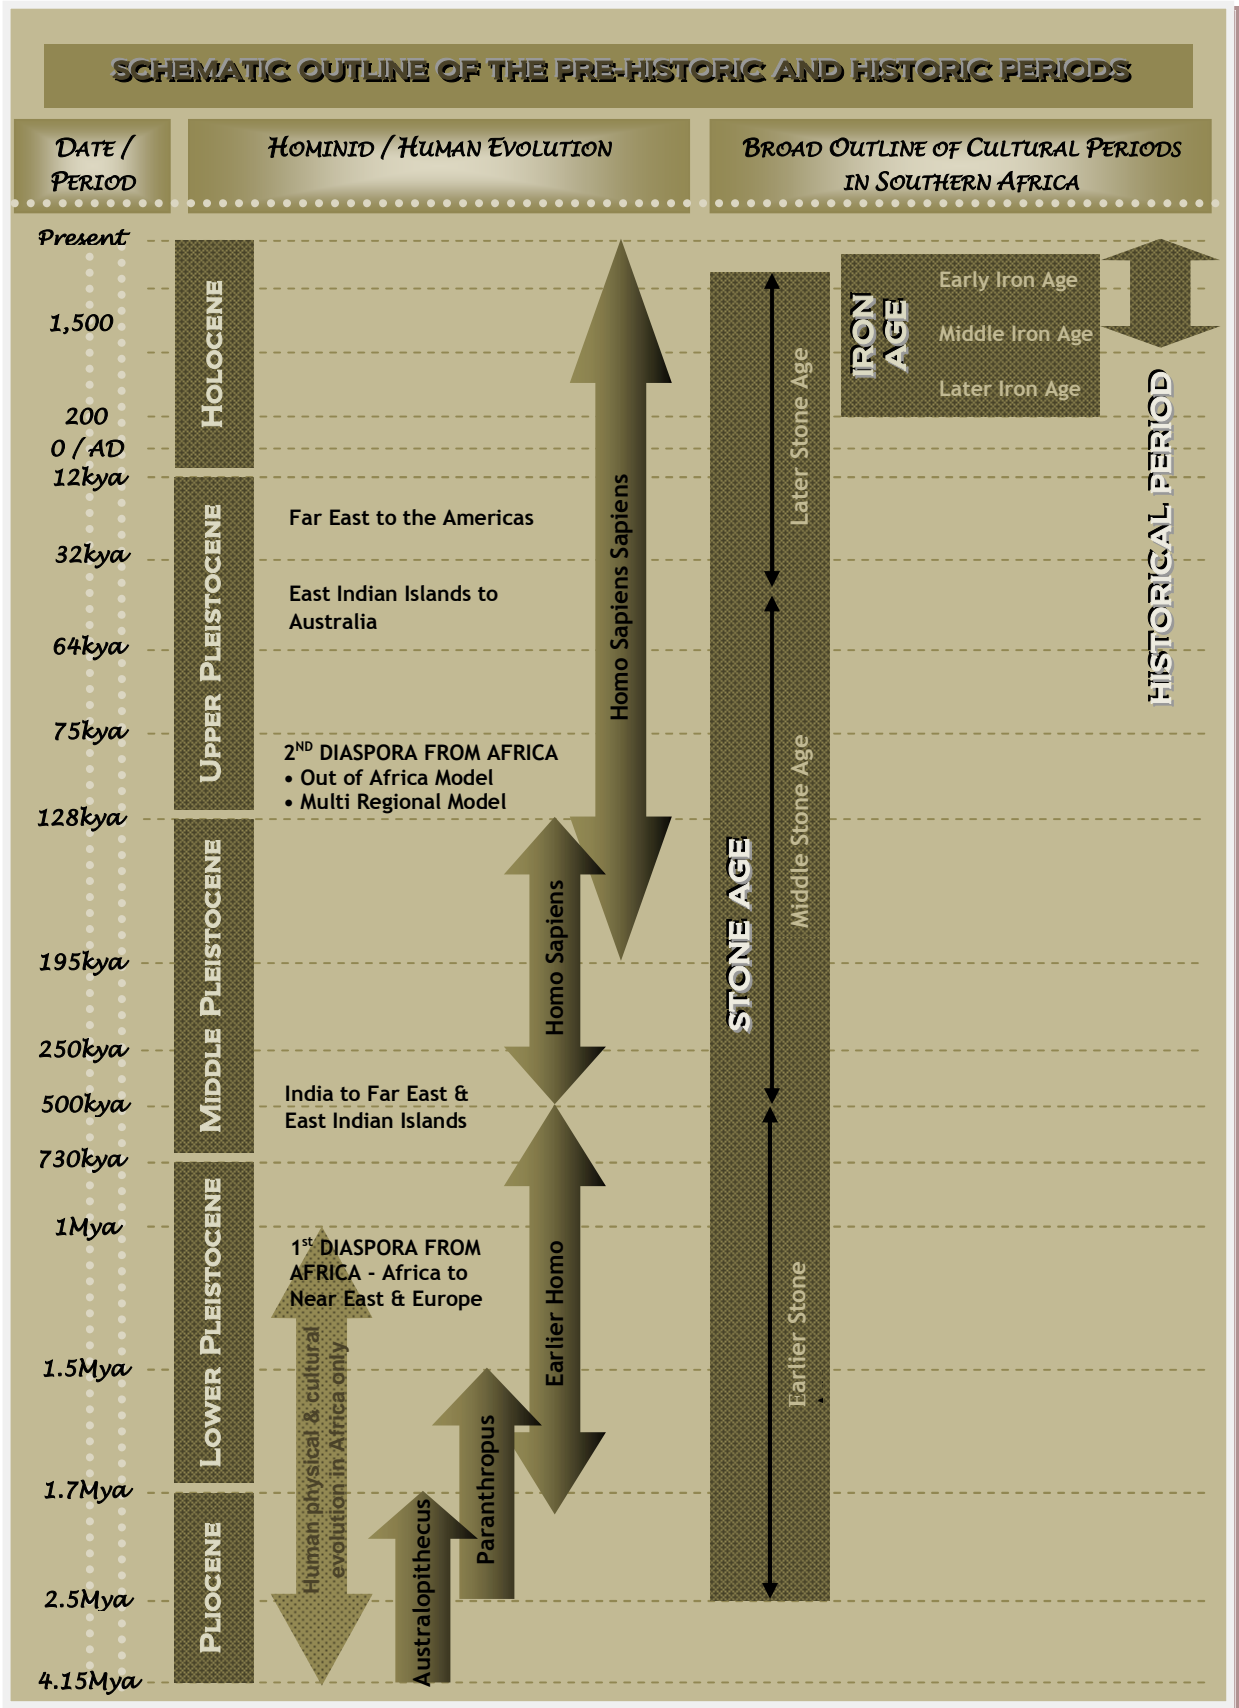 SCHEMATIC OUTLINE OF THE PRE-HISTORIC AND HISTORIC PERIODS
DATE /
PERIOD
HOMINID / HUMAN EVOLUTION
BROAD OUTLINE OF CULTURAL PERIODS
IN SOUTHERN AFRICA
Present
1,500
200
0 / AD
12kya
32kya
64kya
75kya
128kya
195kya
250kya
500kya
730kya
1Mya
1.5Mya
1.7Mya
2.5Mya
4.15Mya
HOLOCENE
UPPER PLEISTOCENE
MIDDLE PLEISTOCENE
LOWER PLEISTOCENE
PLIOCENE
Far East to the Americas
East Indian Islands to
Australia
2ND DIASPORA FROM AFRICA
• Out of Africa Model
• Multi Regional Model
India to Far East &
East Indian Islands
1st DIASPORA FROM
AFRICA - Africa to
Near East & Europe
Human physical & cultural
evolution in Africa only
Australopithecus
Paranthropus
Earlier Homo
Homo Sapiens
Homo Sapiens Sapiens
STONE AGE
Later Stone Age
Middle Stone Age
Earlier Stone
IRON
AGE
Early Iron Age
Middle Iron Age
Later Iron Age
HISTORICAL PERIOD